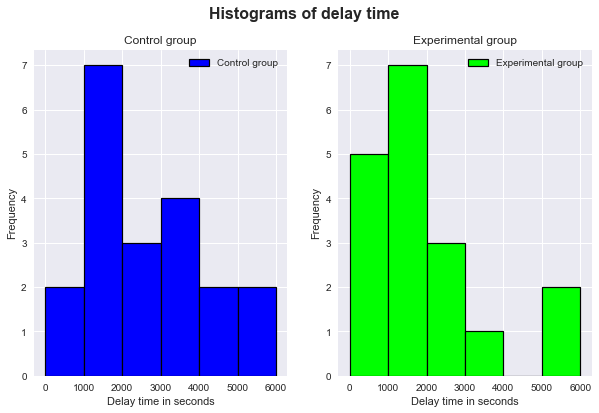 Histograms of delay time
Control group
Control group
7
6
5
4
3
2
1
0
Frequency
0 1000 2000 3000 4000 5000 6000
Delay time in seconds
Experimental group
Experimental group
7
6
5
4
3
2
1
0
Frequency
0 1000 2000 3000 4000 5000 6000
Delay time in seconds